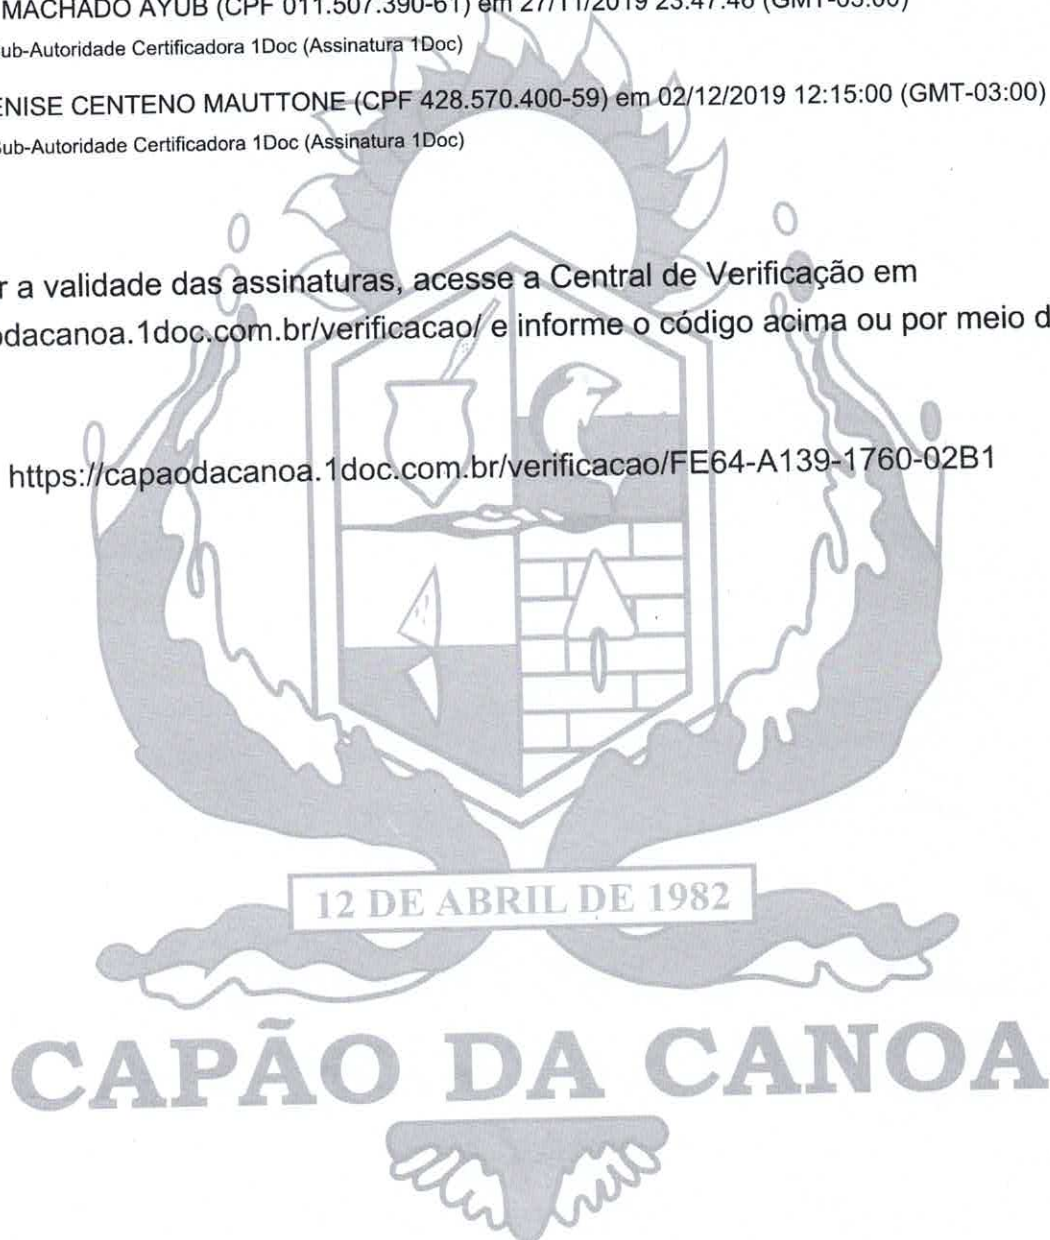 MACHADO AYUB (CPF 011.507.390-61) em 27/11/2019 23:47:46 (GMT-03:00)
ub-Autoridade Certificadora 1Doc (Assinatura 1Doc)
ENISE CENTENO MAUTTONE (CPF 428.570.400-59) em 02/12/2019 12:15:00 (GMT-03:00)
Sub-Autoridade Certificadora 1Doc (Assinatura 1Doc)
r a validade das assinaturas, acesse a Central de Verificação em
odacanoa.1doc.com.br/verificacao/ e informe o código acima ou por meio d
https://capaodacanoa.1doc.com.br/verificacao/FE64-A139-1760-02B1
12 DE ABRIL DE 1982
CAPÃO DA CANOA